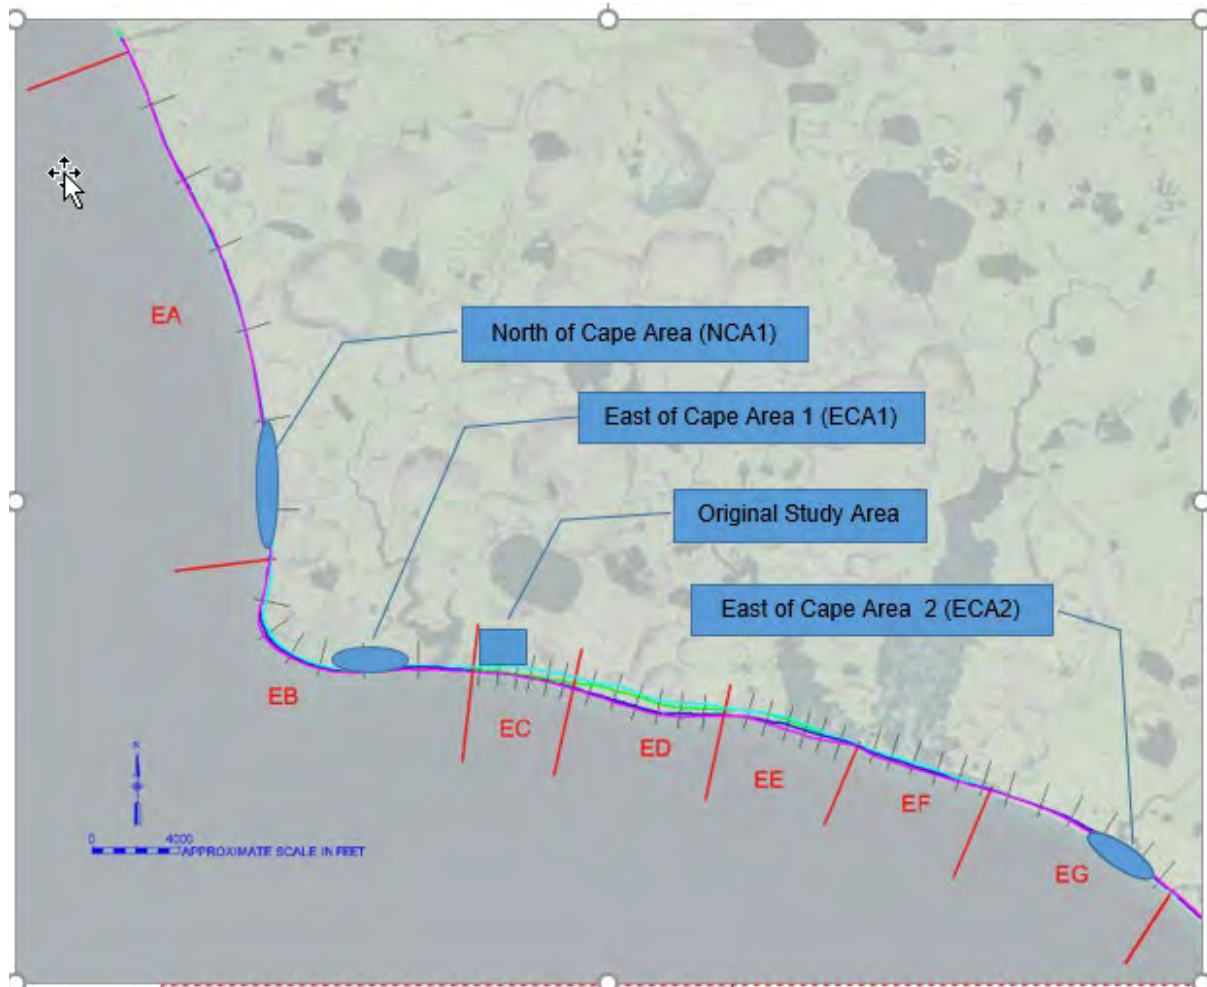 EA
North of Cape Area (NCA1)
East of Cape Area 1 (ECA1)
Original Study Area
East of Cape Area  2 (ECA2)
EB
EC
ED
EE
EF
EG
N
0 4000
APPROXIMATE SCALE IN FEET